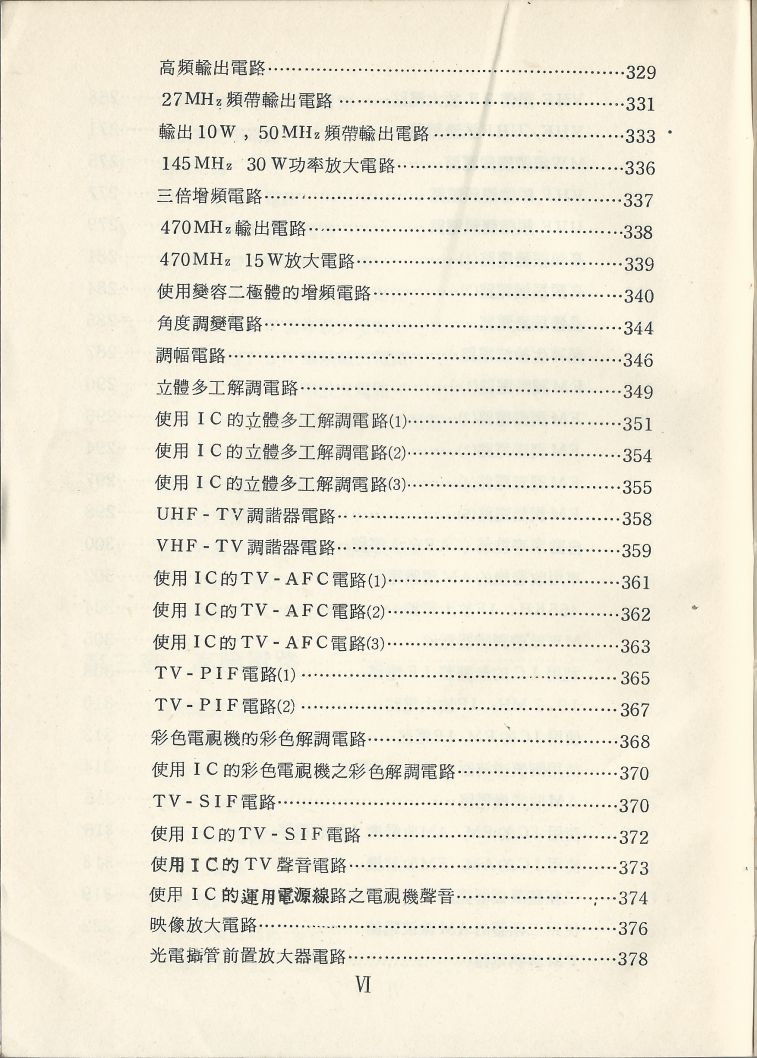 高頻輸出電路……329
27MHz頻帶輸出電路……331
輸出10W，50MHz頻帶輸出電路……333
145MHz 30W功率放大電路……336
三倍增頻電路……337
470MHz輸出電路……338
470MHz 15W放大電路……339
使用變容二極體的增頻電路……340
角度調變電路……344
調幅電路……346
立體多工解調電路……349
使用IC的立體多工解調電路(1)……351
使用IC的立體多工解調電路(2)……354
使用IC的立體多工解調電路(3)……355
UHF-TV調諧器電路……358
VHF-TV調諧器電路……359
使用IC的TV-AFC電路(1)……361
使用IC的TV-AFC電路(2)……362
使用IC的TV-AFC電路(3)……363
TV-PIF電路(1)……365
TV-PIF電路(2)……367
彩色電視機的彩色解調電路……368
使用IC的彩色電視機之彩色解調電路……370
TV-SIF電路……370
使用IC的TV-SIF電路……372
使用IC的TV聲音電路……373
使用IC的運用電源線路之電視機聲音……374
映像放大電路……376
光電攝管前置放大器電路……378
Ⅵ